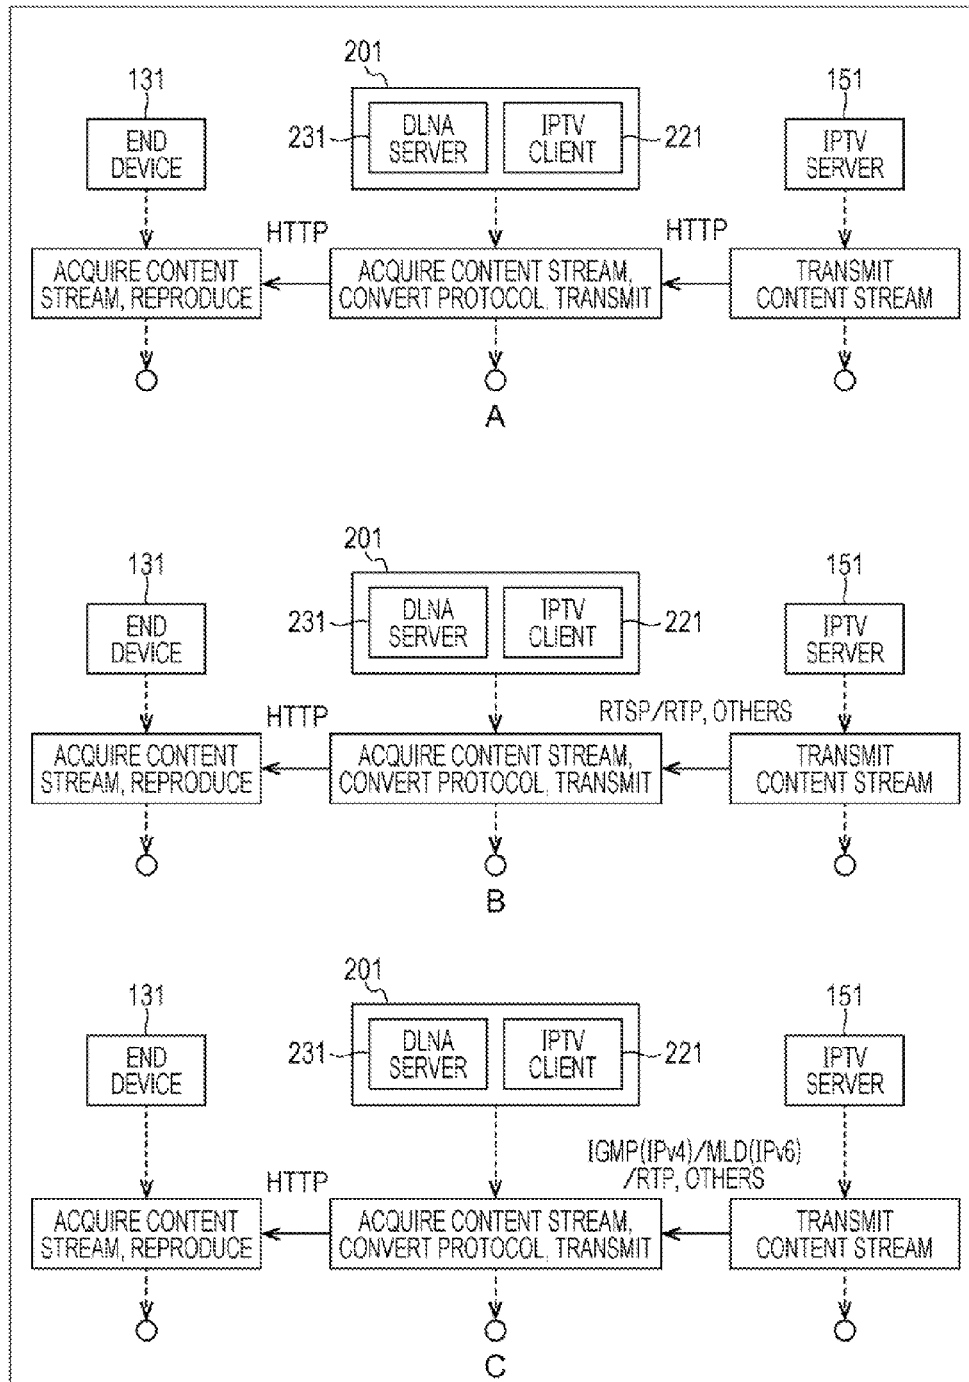 201
131
151
231
DLNA
SERVER
IPTV
CLIENT
221
END
DEVICE
IPTV
SERVER
HTTP
HTTP
ACQUIRE CONTENT
STREAM, REPRODUCE
ACQUIRE CONTENT STREAM,
CONVERT PROTOCOL, TRANSMIT
TRANSMIT
CONTENT STREAM
A
201
131
151
231
DLNA
SERVER
IPTV
CLIENT
221
END
DEVICE
IPTV
SERVER
HTTP
RTSP/RTP, OTHERS
ACQUIRE CONTENT
STREAM, REPRODUCE
ACQUIRE CONTENT STREAM,
CONVERT PROTOCOL, TRANSMIT
TRANSMIT
CONTENT STREAM
B
201
131
151
231
DLNA
SERVER
IPTV
CLIENT
221
END
DEVICE
IPTV
SERVER
HTTP
IGMP(IPv4)/MLD(IPv6)
/RTP, OTHERS
ACQUIRE CONTENT
STREAM, REPRODUCE
ACQUIRE CONTENT STREAM,
CONVERT PROTOCOL, TRANSMIT
TRANSMIT
CONTENT STREAM
C